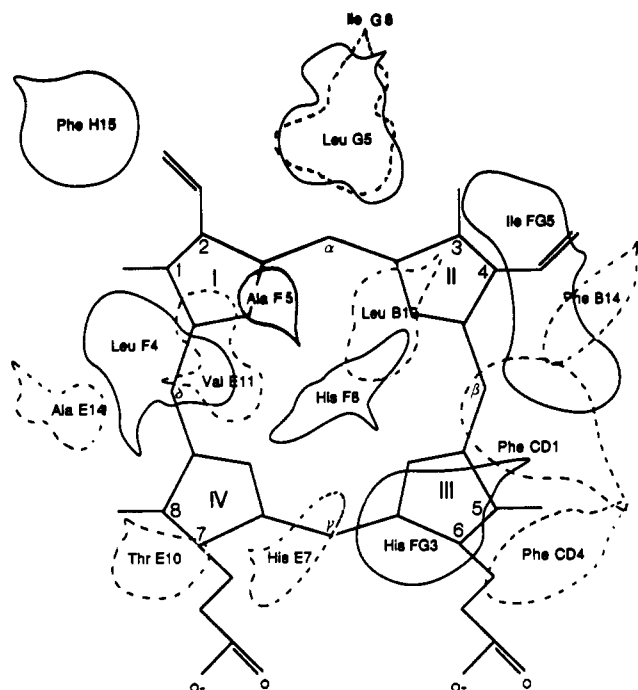 Ile G8
Phe H15
Leu G5
Ile FG5
2
α
3
1
I
II
4
Ala F5
Phe B14
Leu B13
Leu F4
Val E11
δ
β
His F8
Ala E14
Phe CD1
8
IV
III
5
7
γ
6
Thr E10
His E7
His FG3
Phe CD4
O-
O
O-
O